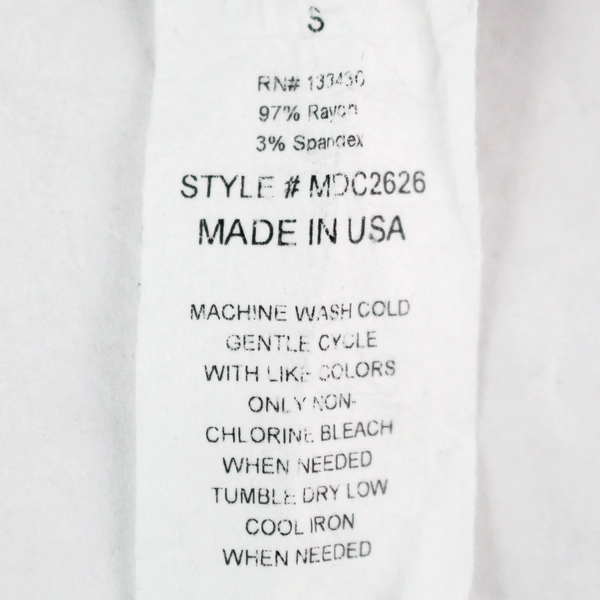 S
RN# 133430
97% Rayon
3% Spandex
STYLE # MDC2626
MADE IN USA
MACHINE WASH COLD
GENTLE CYCLE
WITH LIKE COLORS
ONLY NON-
CHLORINE BLEACH
WHEN NEEDED
TUMBLE DRY LOW
COOL IRON
WHEN NEEDED